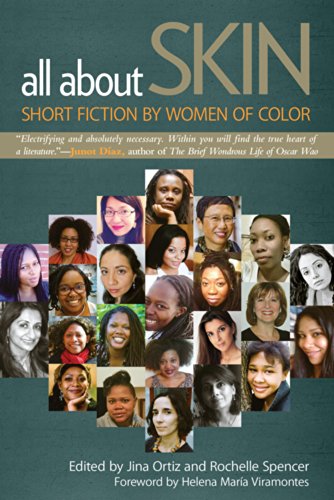 all about SKIN
SHORT FICTION BY WOMEN OF COLOR
“Electrifying and absolutely necessary. Within you will find the true heart of
a literature.”—Junot Díaz, author of The Brief Wondrous Life of Oscar Wao
Edited by Jina Ortiz and Rochelle Spencer
Foreword by Helena María Viramontes